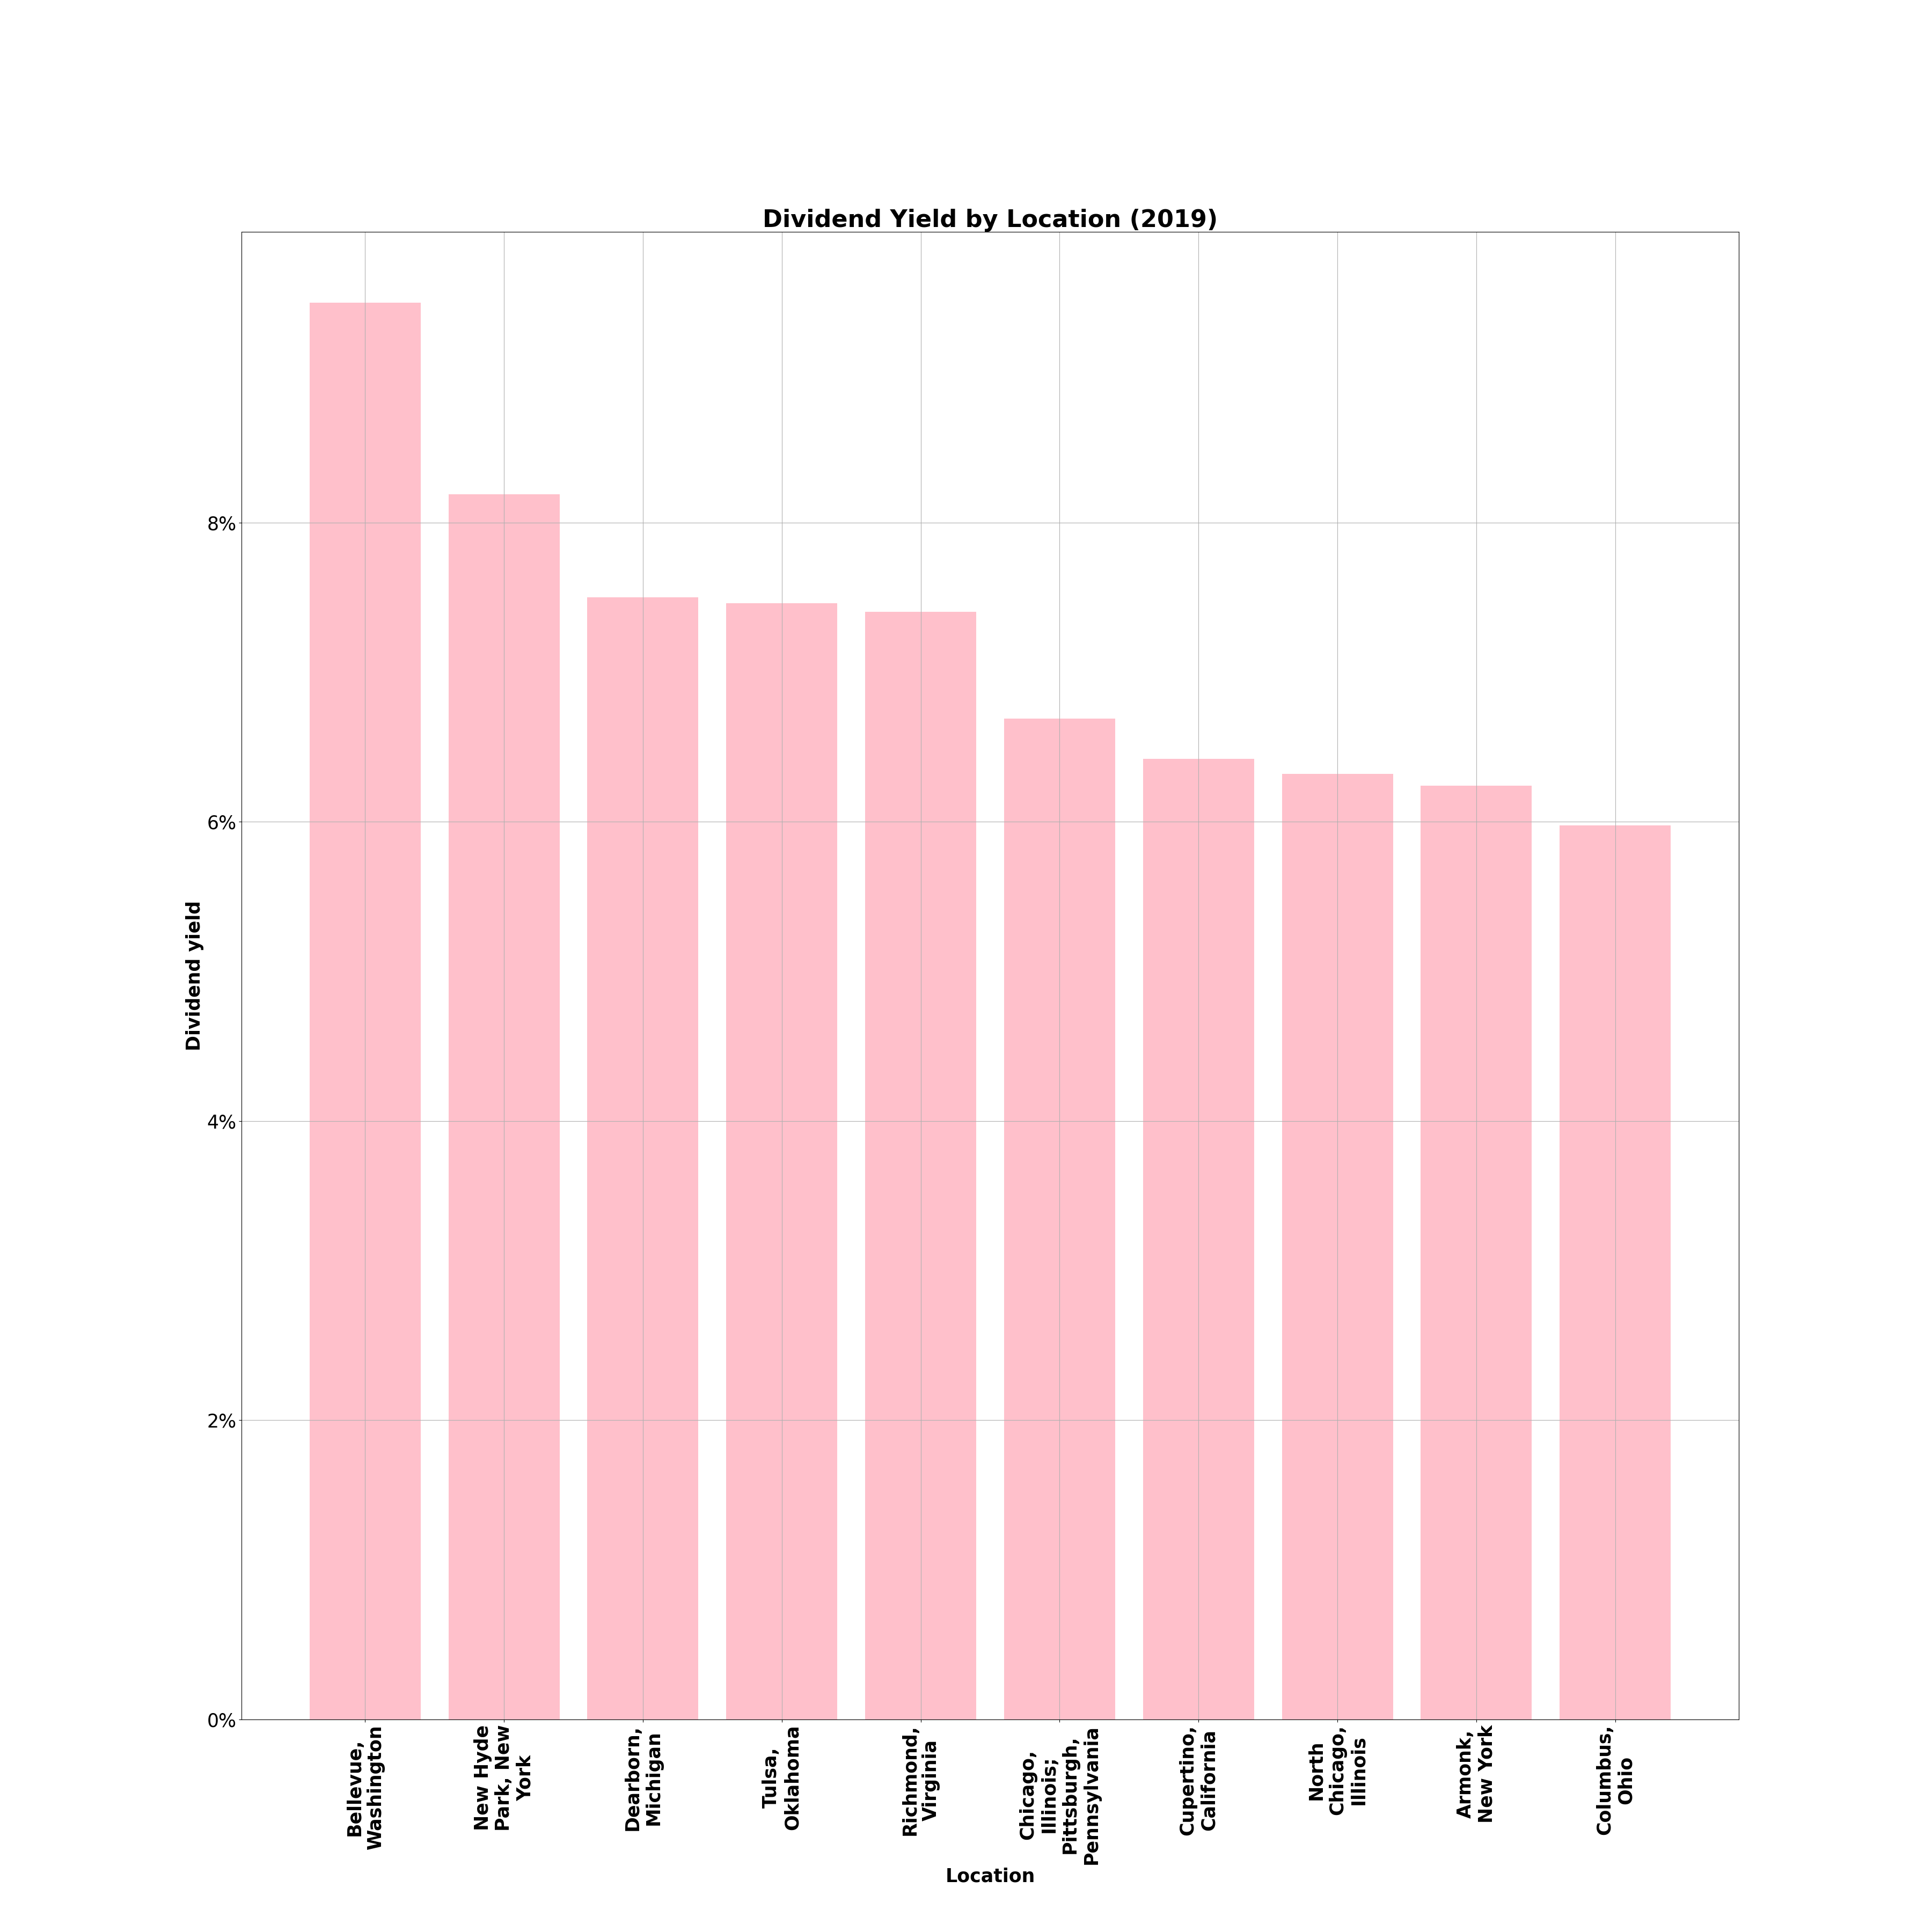 Dividend Yield by Location (2019)
Dividend yield
8%
6%
4%
2%
0%
Bellevue,
Washington
New Hyde
Park, New
York
Dearborn,
Michigan
Tulsa,
Oklahoma
Richmond,
Virginia
Chicago,
Illinois;
Pittsburgh,
Pennsylvania
Cupertino,
California
North
Chicago,
Illinois
Armonk,
New York
Columbus,
Ohio
Location